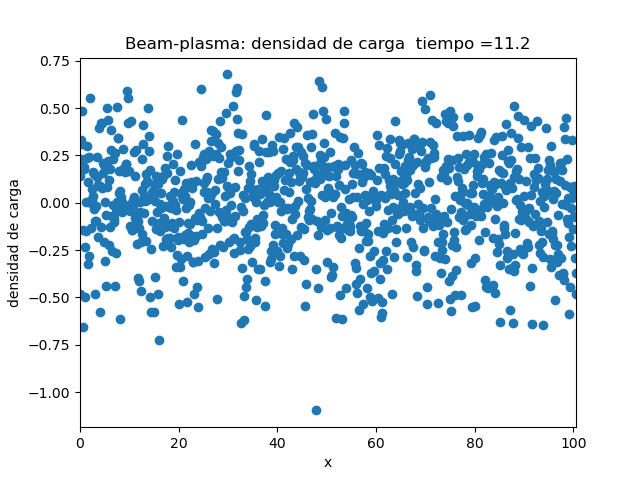 Beam-plasma: densidad de carga  tiempo =11.2
densidad de carga
0.75
0.50
0.25
0.00
−0.25
−0.50
−0.75
−1.00
0 20 40 60 80 100
x